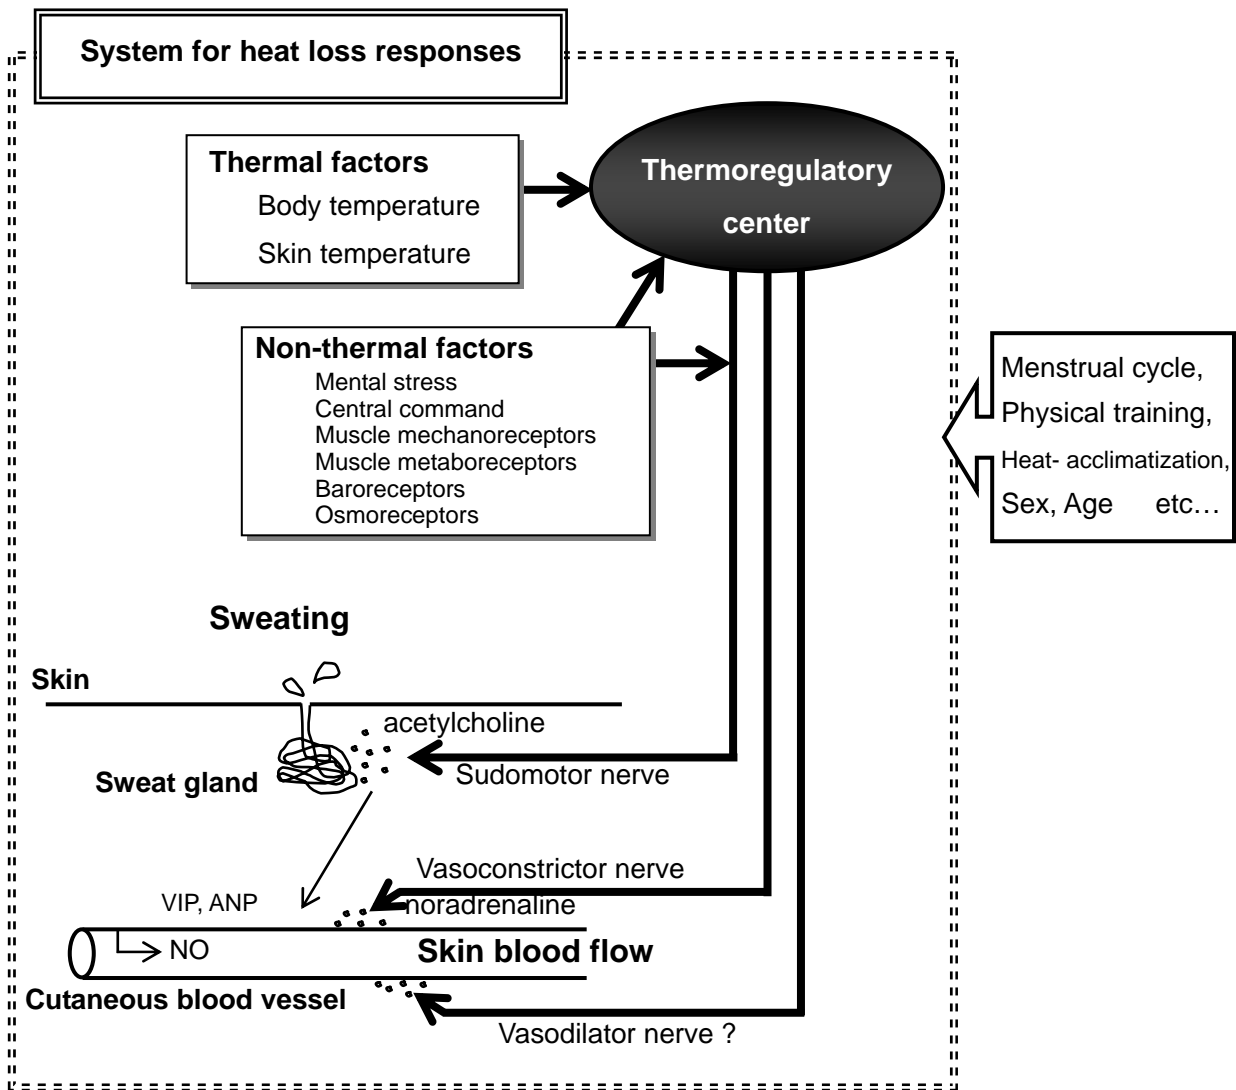 System for heat loss responses
Thermal factors
Body temperature
Skin temperature
Thermoregulatory
center
Non-thermal factors
Mental stress
Central command
Muscle mechanoreceptors
Muscle metaboreceptors
Baroreceptors
Osmoreceptors
Menstrual cycle,
Physical training,
Heat- acclimatization,
Sex, Age etc…
Sweating
Skin
acetylcholine
Sweat gland
Sudomotor nerve
Vasoconstrictor nerve
VIP, ANP
noradrenaline
NO
Skin blood flow
Cutaneous blood vessel
Vasodilator nerve ?